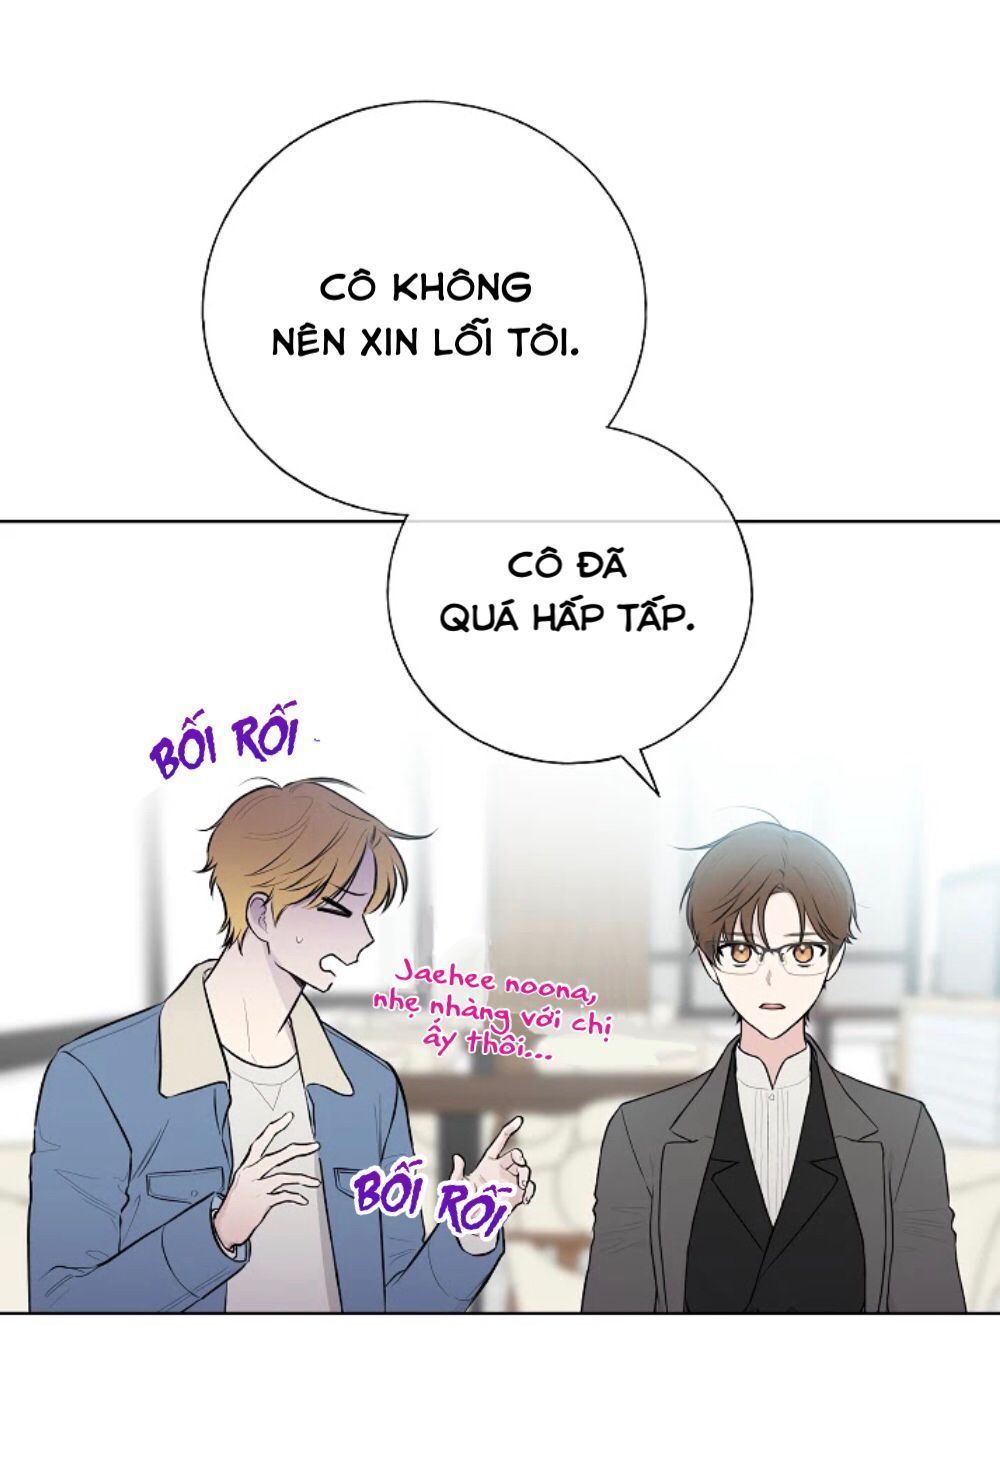 CÔ KHÔNG
NÊN XIN LỖI TÔI.
CÔ ĐÃ
QUÁ HẤP TẤP.
BỐI RỐI
Jaehee noona,
nhẹ nhàng với chị
ấy thôi...
BỐI RỐI